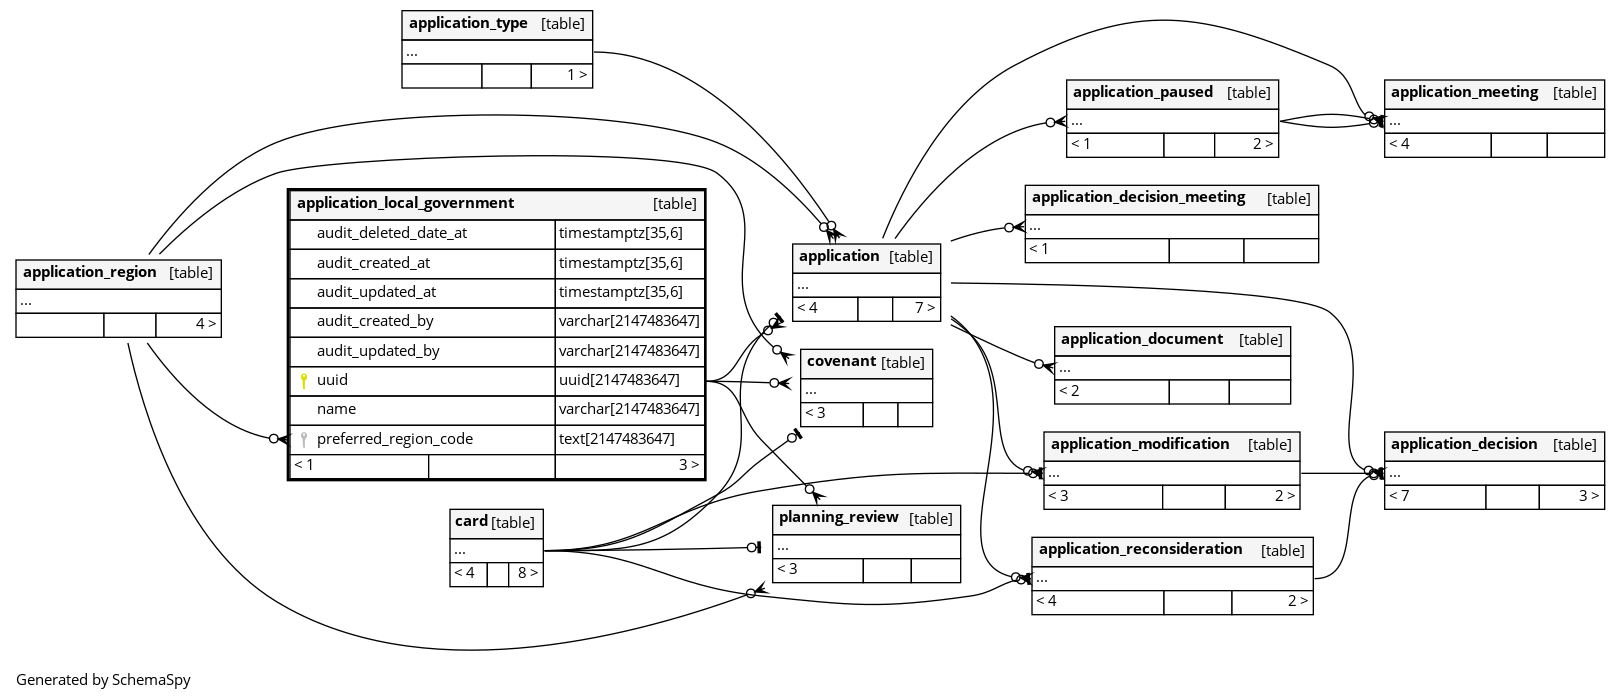 application_type [table]
...
1 >
application_paused [table]
...
< 1 2 >
application_meeting [table]
...
< 4
application_local_government [table]
audit_deleted_date_at timestamptz[35,6]
audit_created_at timestamptz[35,6]
audit_updated_at timestamptz[35,6]
audit_created_by varchar[2147483647]
audit_updated_by varchar[2147483647]
uuid uuid[2147483647]
name varchar[2147483647]
preferred_region_code text[2147483647]
< 1 3 >
application_decision_meeting [table]
...
< 1
application [table]
...
< 4 7 >
application_region [table]
...
4 >
application_document [table]
...
< 2
covenant [table]
...
< 3
application_modification [table]
...
< 3 2 >
application_decision [table]
...
< 7 3 >
card [table]
...
< 4 8 >
planning_review [table]
...
< 3
application_reconsideration [table]
...
< 4 2 >
Generated by SchemaSpy